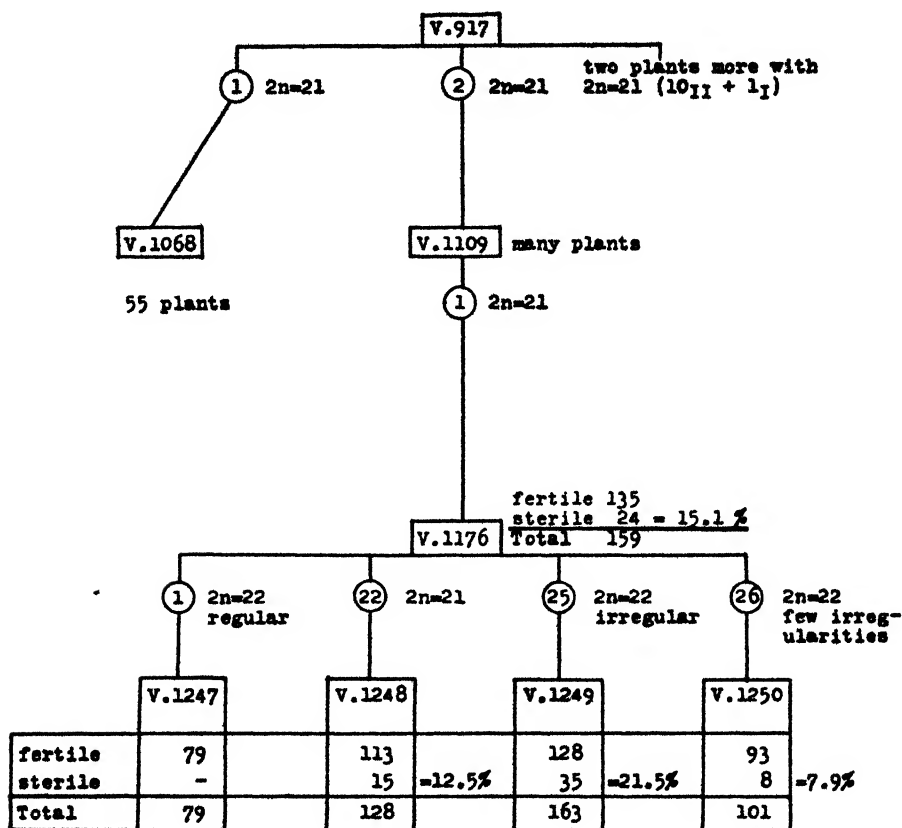 V.917
two plants more with
1 2n=21 2 2n=21 2n=21 (10II + 1I)
V.1068 V.1109 many plants
55 plants 1 2n=21
fertile 135
sterile 24 = 15.1 %
V.1176 Total 159
1 2n=22 22 2n=21 25 2n=22 26 2n=22
regular irregular few irreg-
ularities
V.1247 V.1248 V.1249 V.1250
fertile 79 113 128 93
sterile - 15 =12.5% 35 =21.5% 8 =7.9%
Total 79 128 163 101